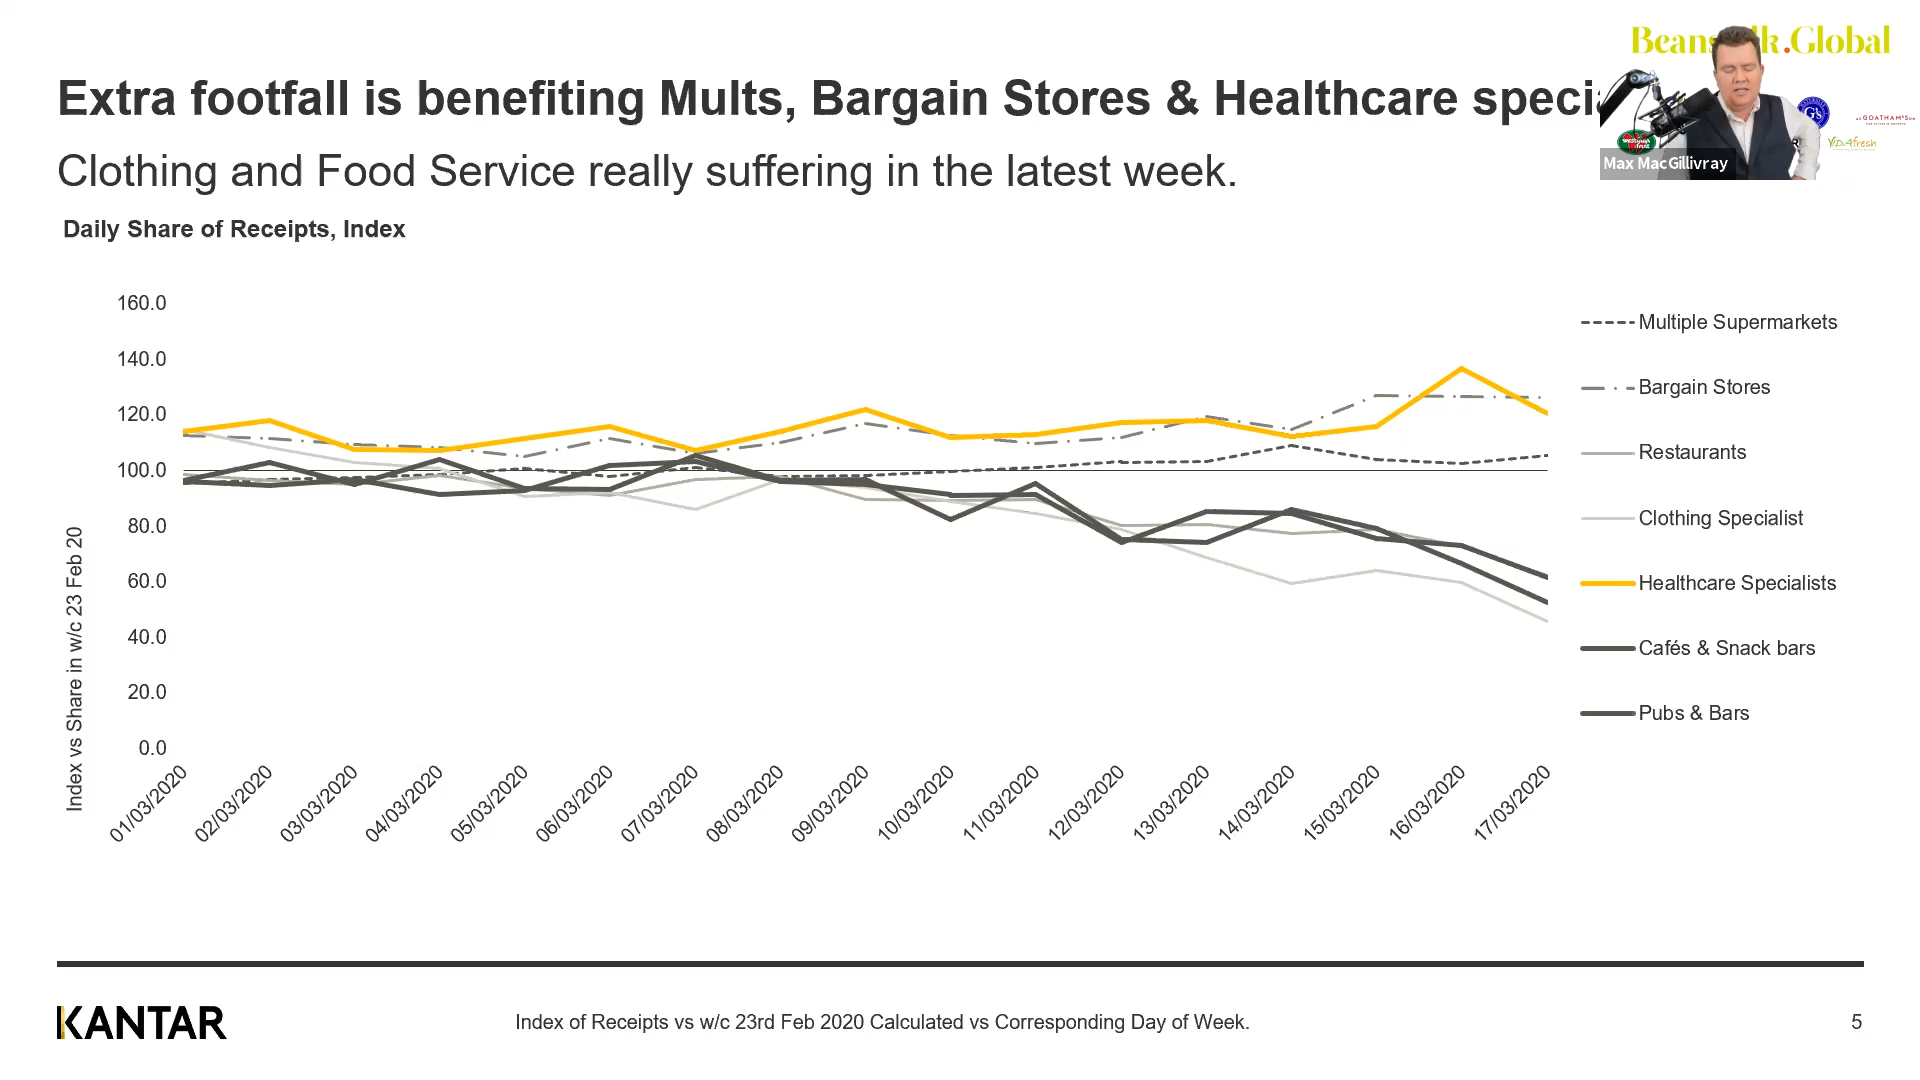 Beans lk.Global
Extra footfall is benefiting Mults, Bargain Stores & Healthcare speci
Clothing and Food Service really suffering in the latest week.
Max MacGillivray
G's
VIDAfresh
Daily Share of Receipts, Index
160.0
140.0
120.0
100.0
80.0
60.0
40.0
20.0
0.0
Index vs Share in w/c 23 Feb 20
01/03/2020
02/03/2020
03/03/2020
04/03/2020
05/03/2020
06/03/2020
07/03/2020
08/03/2020
09/03/2020
10/03/2020
11/03/2020
12/03/2020
13/03/2020
14/03/2020
15/03/2020
16/03/2020
17/03/2020
Multiple Supermarkets
Bargain Stores
Restaurants
Clothing Specialist
Healthcare Specialists
Cafés & Snack bars
Pubs & Bars
KANTAR
Index of Receipts vs w/c 23rd Feb 2020 Calculated vs Corresponding Day of Week.
5